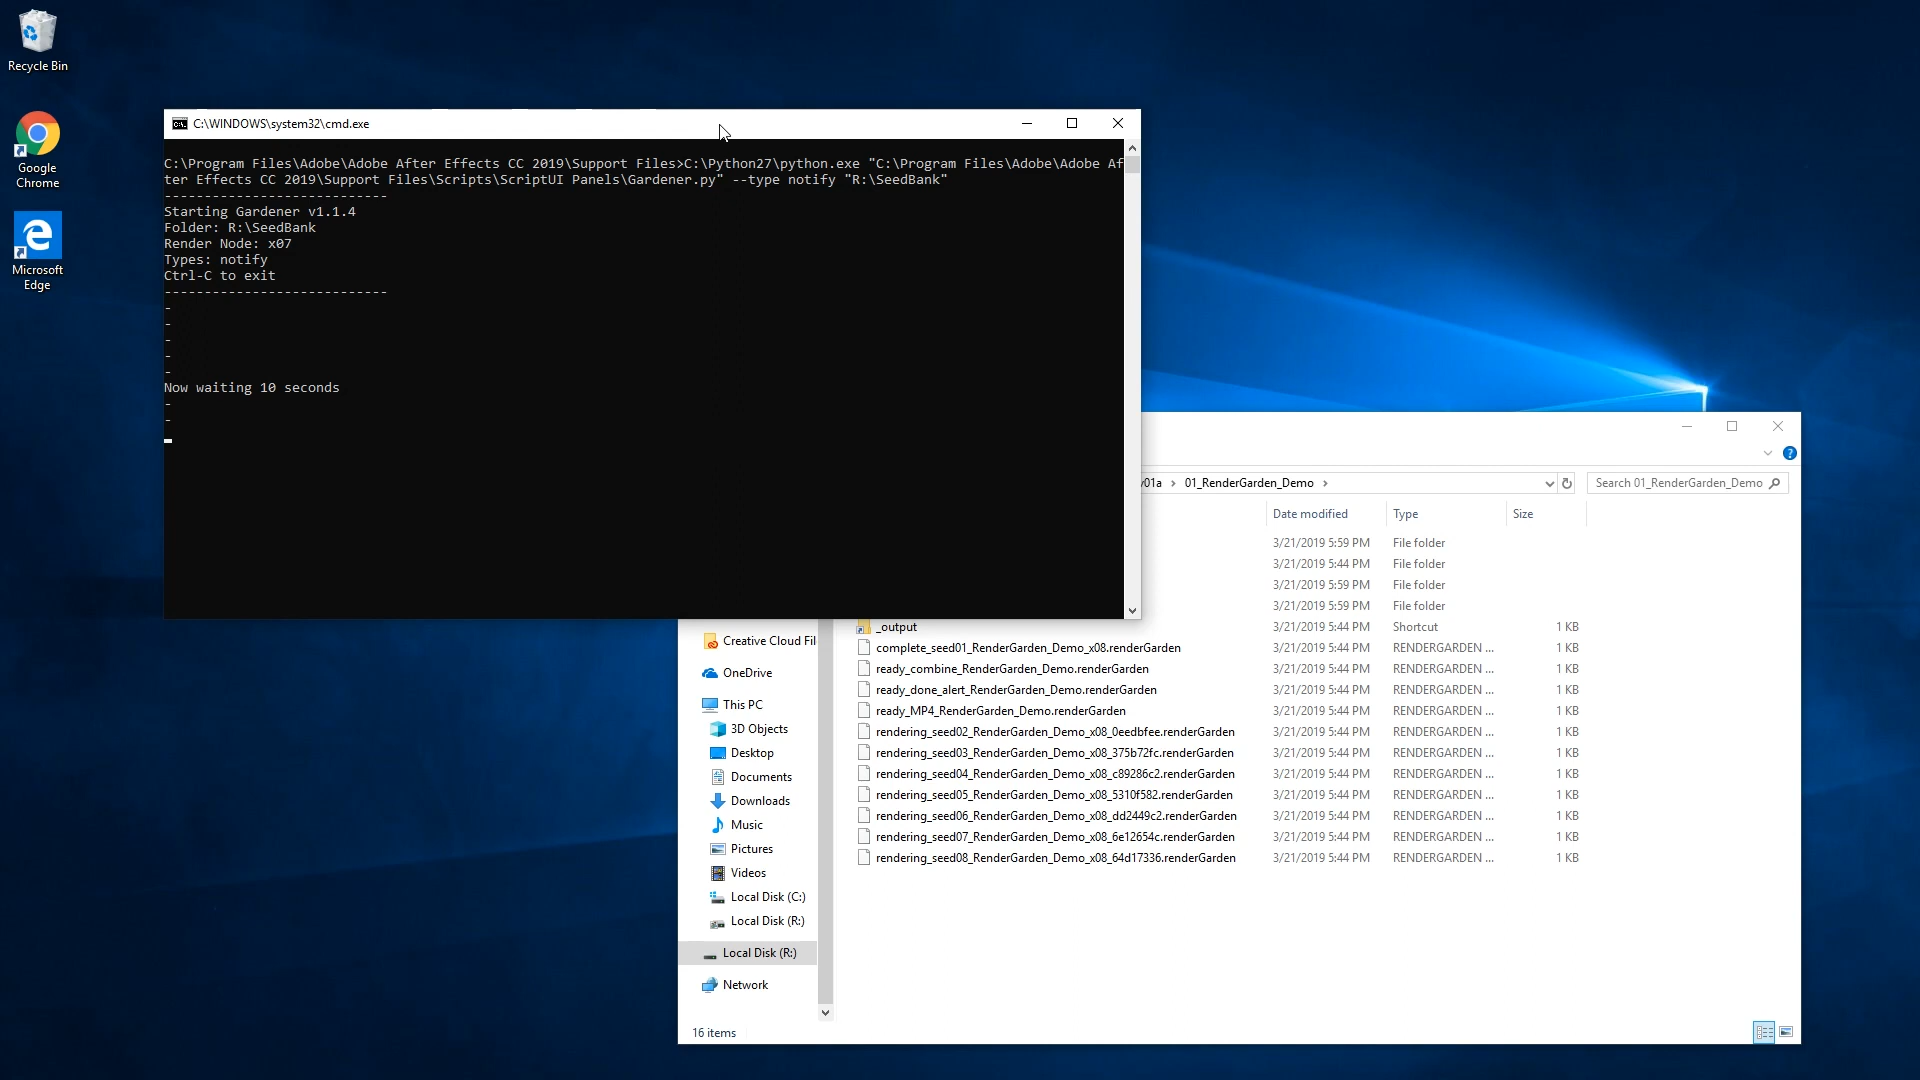 Recycle Bin
Google
Chrome
Microsoft
Edge
C:\WINDOWS\system32\cmd.exe
C:\Program Files\Adobe\Adobe After Effects CC 2019\Support Files>C:\Python27\python.exe "C:\Program Files\Adobe\Adobe Af
ter Effects CC 2019\Support Files\Scripts\ScriptUI Panels\Gardener.py" --type notify "R:\SeedBank"
---------------------------
Starting Gardener v1.1.4
Folder: R:\SeedBank
Render Node: x07
Types: notify
Ctrl-C to exit
---------------------------
-
-
-
-
-
Now waiting 10 seconds
-
-
01a › 01_RenderGarden_Demo ›
Search 01_RenderGarden_Demo
Date modified Type Size
3/21/2019 5:59 PM File folder
3/21/2019 5:44 PM File folder
3/21/2019 5:59 PM File folder
3/21/2019 5:59 PM File folder
_output 3/21/2019 5:44 PM Shortcut 1 KB
complete_seed01_RenderGarden_Demo_x08.renderGarden 3/21/2019 5:44 PM RENDERGARDEN ... 1 KB
ready_combine_RenderGarden_Demo.renderGarden 3/21/2019 5:44 PM RENDERGARDEN ... 1 KB
ready_done_alert_RenderGarden_Demo.renderGarden 3/21/2019 5:44 PM RENDERGARDEN ... 1 KB
ready_MP4_RenderGarden_Demo.renderGarden 3/21/2019 5:44 PM RENDERGARDEN ... 1 KB
rendering_seed02_RenderGarden_Demo_x08_0eedbfee.renderGarden 3/21/2019 5:44 PM RENDERGARDEN ... 1 KB
rendering_seed03_RenderGarden_Demo_x08_375b72fc.renderGarden 3/21/2019 5:44 PM RENDERGARDEN ... 1 KB
rendering_seed04_RenderGarden_Demo_x08_c89286c2.renderGarden 3/21/2019 5:44 PM RENDERGARDEN ... 1 KB
rendering_seed05_RenderGarden_Demo_x08_5310f582.renderGarden 3/21/2019 5:44 PM RENDERGARDEN ... 1 KB
rendering_seed06_RenderGarden_Demo_x08_dd2449c2.renderGarden 3/21/2019 5:44 PM RENDERGARDEN ... 1 KB
rendering_seed07_RenderGarden_Demo_x08_6e12654c.renderGarden 3/21/2019 5:44 PM RENDERGARDEN ... 1 KB
rendering_seed08_RenderGarden_Demo_x08_64d17336.renderGarden 3/21/2019 5:44 PM RENDERGARDEN ... 1 KB
Creative Cloud Fil
OneDrive
This PC
3D Objects
Desktop
Documents
Downloads
Music
Pictures
Videos
Local Disk (C:)
Local Disk (R:)
Local Disk (R:)
Network
16 items